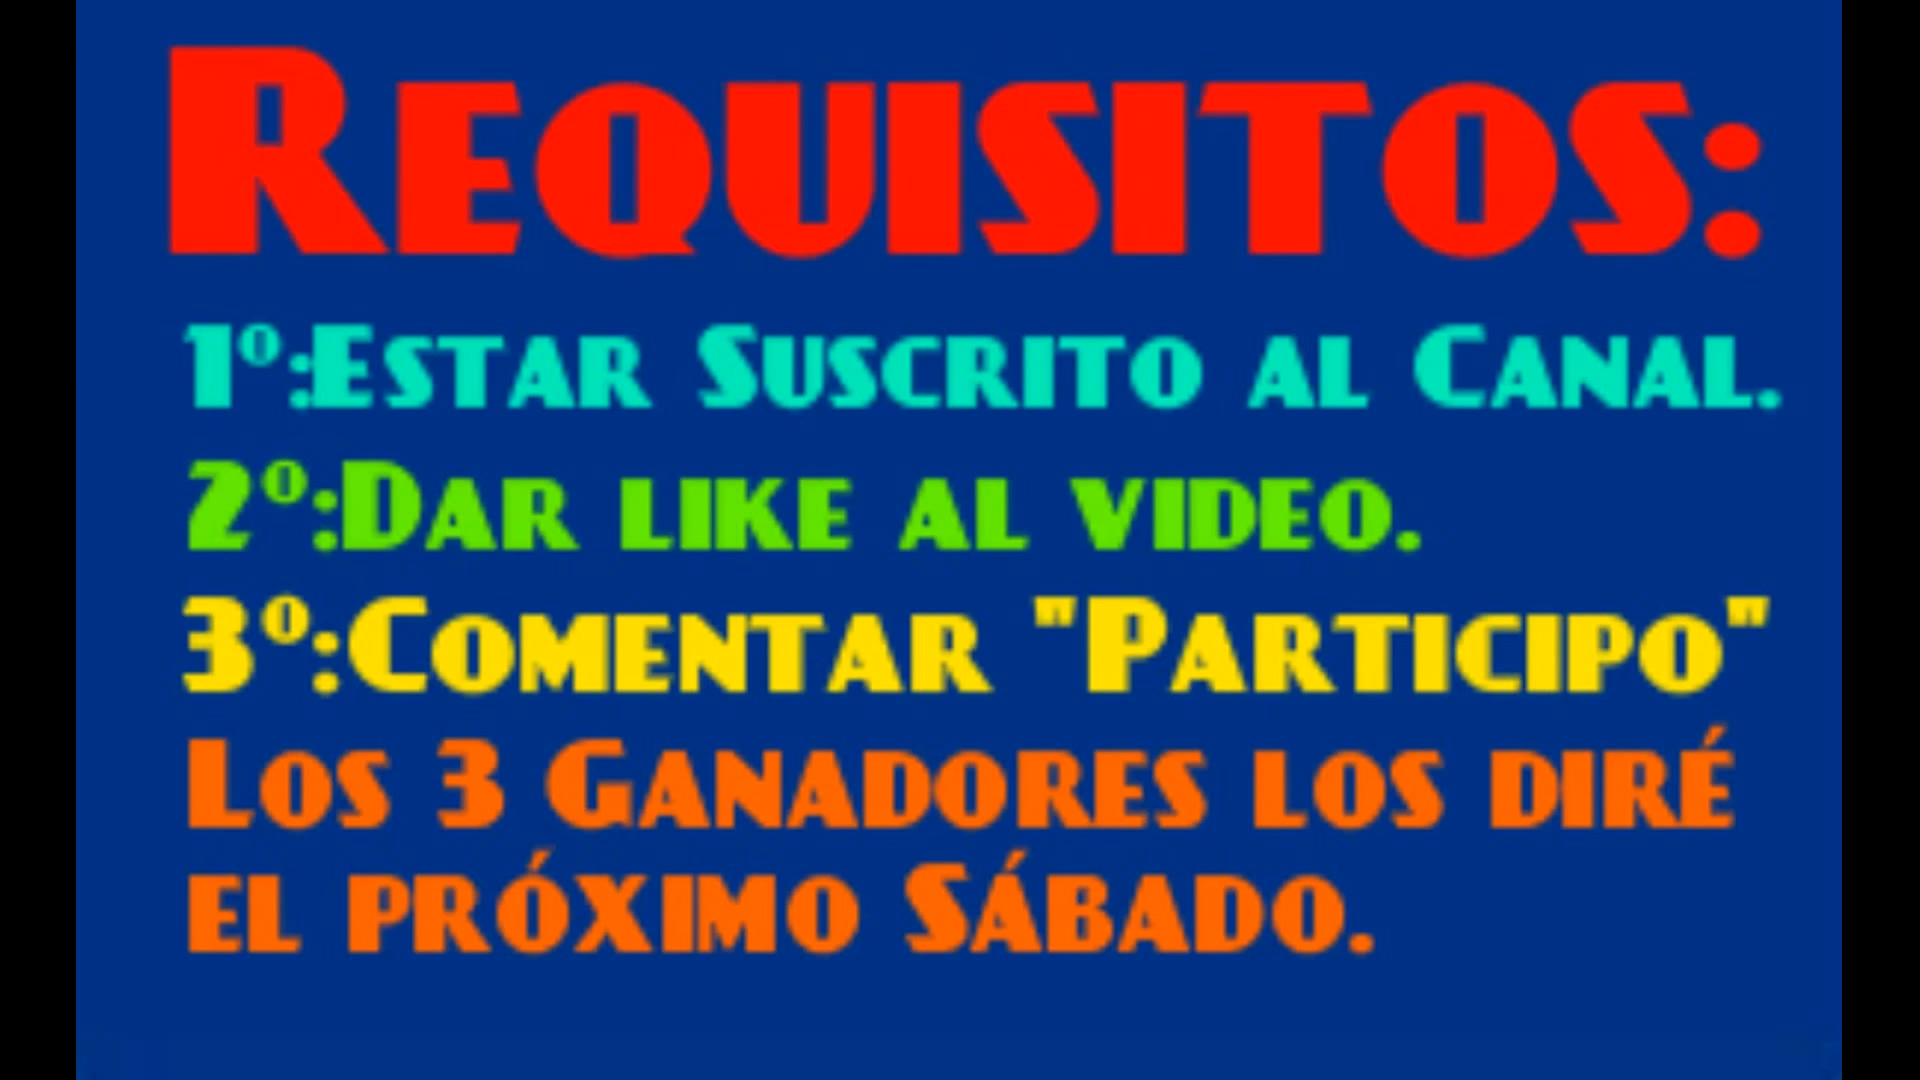 Requisitos:
1º:Estar Suscrito al Canal.
2º:Dar like al video.
3º:Comentar "Participo"
Los 3 Ganadores los diré
el próximo Sábado.